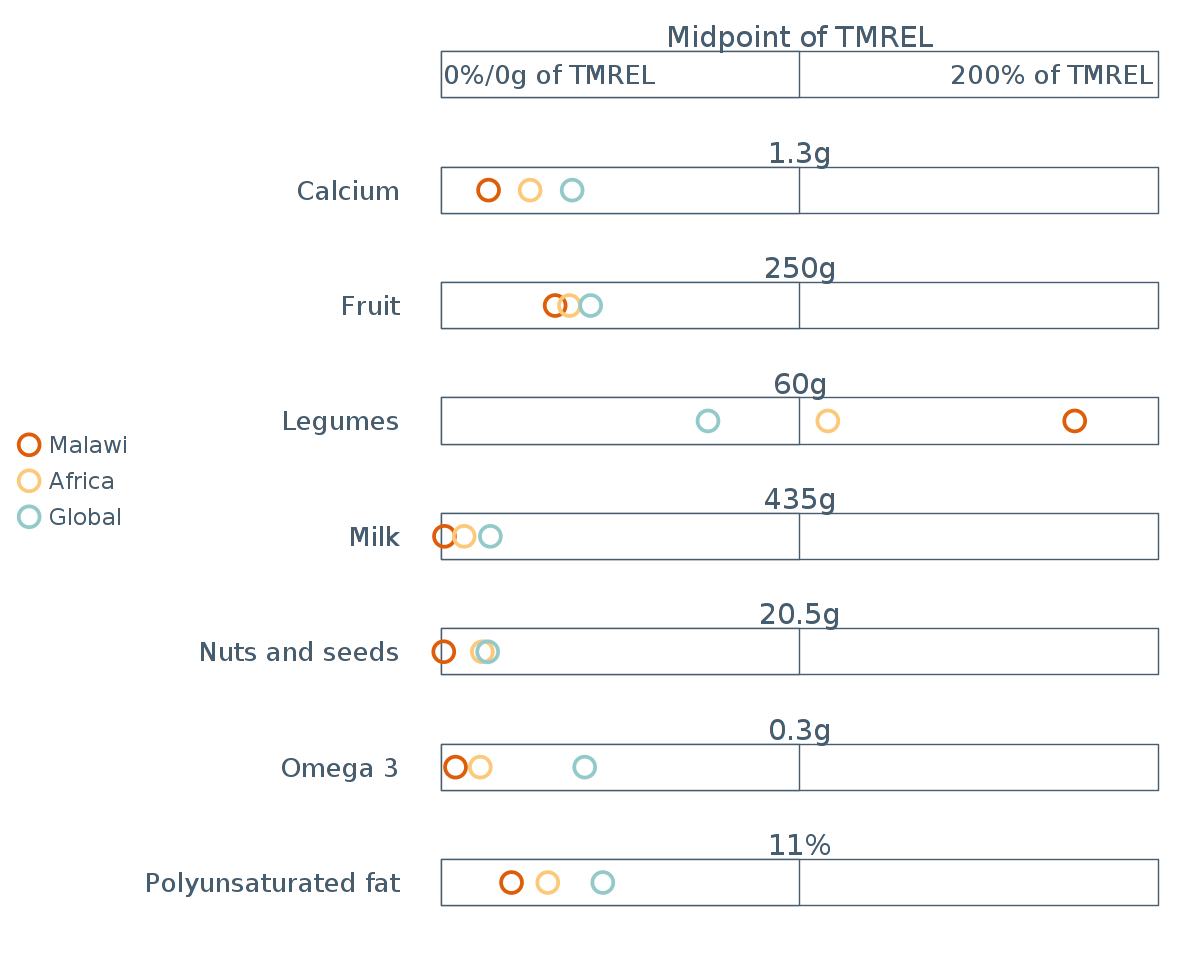 Midpoint of TMREL
0%/0g of TMREL 200% of TMREL
1.3g
Calcium
250g
Fruit
60g
Legumes
Malawi
Africa
Global
435g
Milk
20.5g
Nuts and seeds
0.3g
Omega 3
11%
Polyunsaturated fat